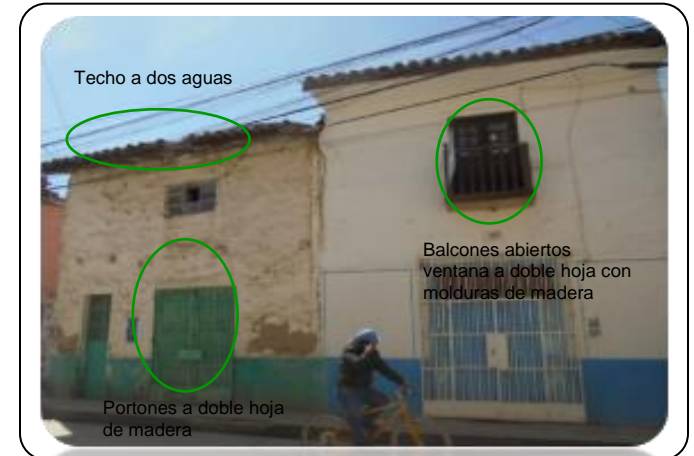 Techo a dos aguas
Balcones abiertos
ventana a doble hoja con
molduras de madera
Portones a doble hoja
de madera